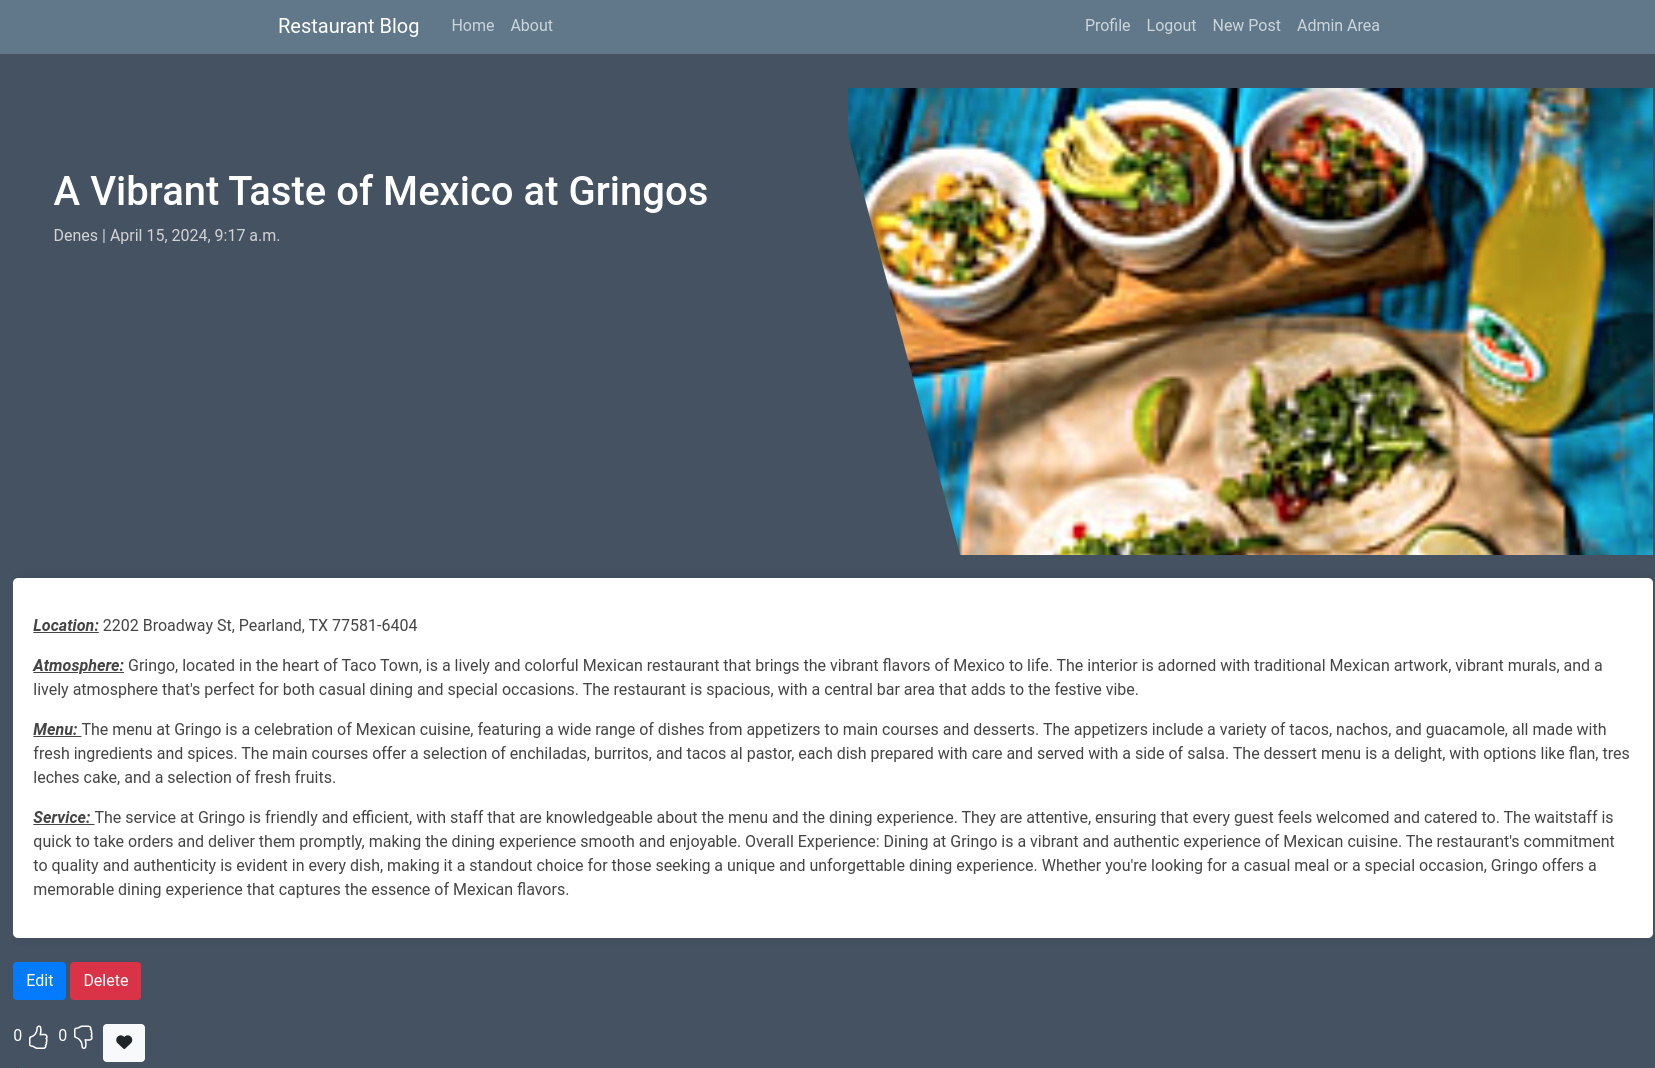 Restaurant Blog Home About Profile Logout New Post Admin Area
A Vibrant Taste of Mexico at Gringos
Denes | April 15, 2024, 9:17 a.m.
Location: 2202 Broadway St, Pearland, TX 77581-6404
Atmosphere: Gringo, located in the heart of Taco Town, is a lively and colorful Mexican restaurant that brings the vibrant flavors of Mexico to life. The interior is adorned with traditional Mexican artwork, vibrant murals, and a
lively atmosphere that's perfect for both casual dining and special occasions. The restaurant is spacious, with a central bar area that adds to the festive vibe.
Menu: The menu at Gringo is a celebration of Mexican cuisine, featuring a wide range of dishes from appetizers to main courses and desserts. The appetizers include a variety of tacos, nachos, and guacamole, all made with
fresh ingredients and spices. The main courses offer a selection of enchiladas, burritos, and tacos al pastor, each dish prepared with care and served with a side of salsa. The dessert menu is a delight, with options like flan, tres
leches cake, and a selection of fresh fruits.
Service: The service at Gringo is friendly and efficient, with staff that are knowledgeable about the menu and the dining experience. They are attentive, ensuring that every guest feels welcomed and catered to. The waitstaff is
quick to take orders and deliver them promptly, making the dining experience smooth and enjoyable. Overall Experience: Dining at Gringo is a vibrant and authentic experience of Mexican cuisine. The restaurant's commitment
to quality and authenticity is evident in every dish, making it a standout choice for those seeking a unique and unforgettable dining experience. Whether you're looking for a casual meal or a special occasion, Gringo offers a
memorable dining experience that captures the essence of Mexican flavors.
Edit Delete
0 0